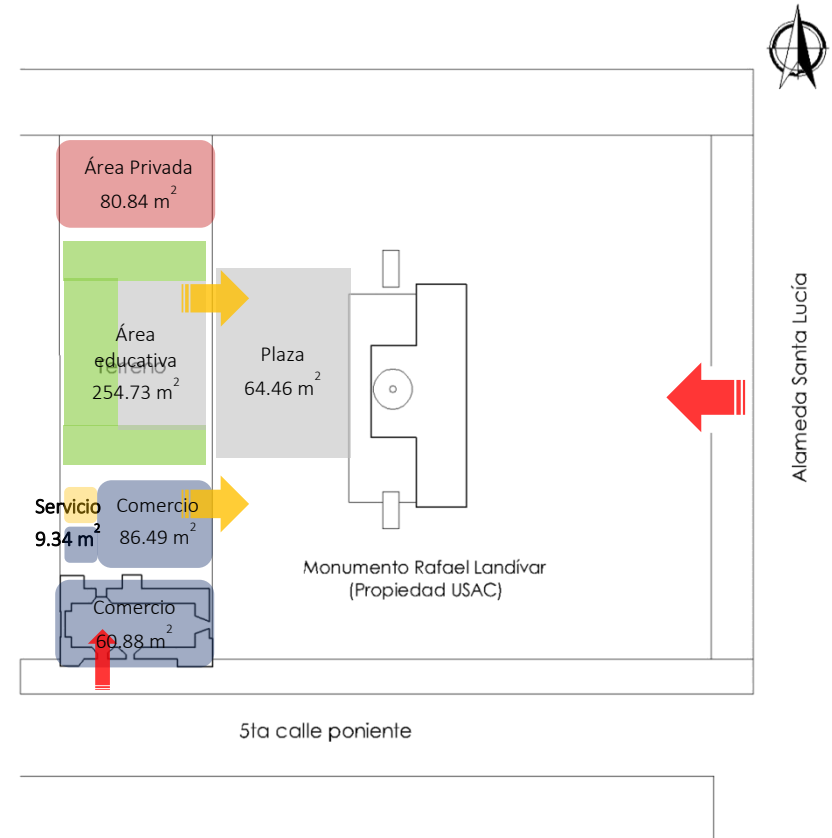 Área Privada
80.84 m²
Área
educativa
Terreno
254.73 m²
Plaza
64.46 m²
Alameda Santa Lucía
Servicio
9.34 m²
Comercio
86.49 m²
Monumento Rafael Landívar
(Propiedad USAC)
Comercio
60.88 m²
5ta calle poniente